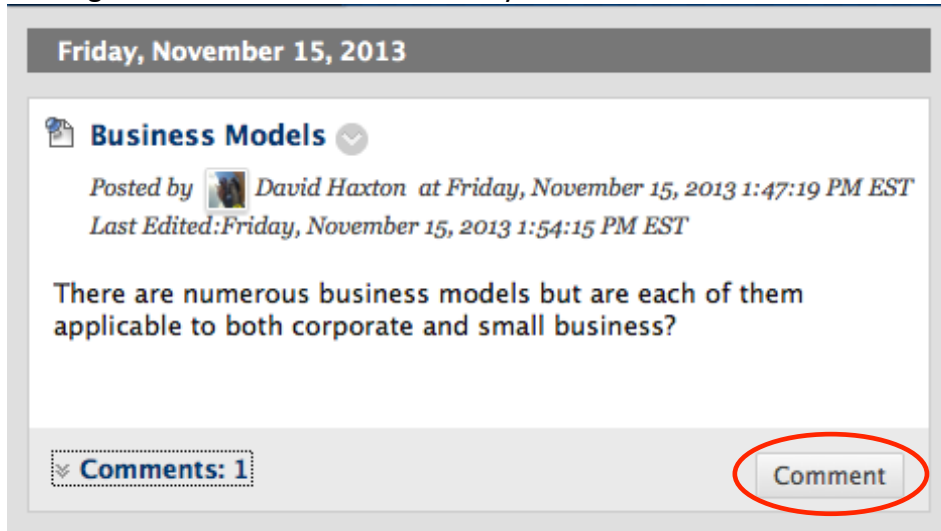 Friday, November 15, 2013
Business Models
Posted by David Haxton at Friday, November 15, 2013 1:47:19 PM EST
Last Edited:Friday, November 15, 2013 1:54:15 PM EST
There are numerous business models but are each of them
applicable to both corporate and small business?
Comments: 1
Comment